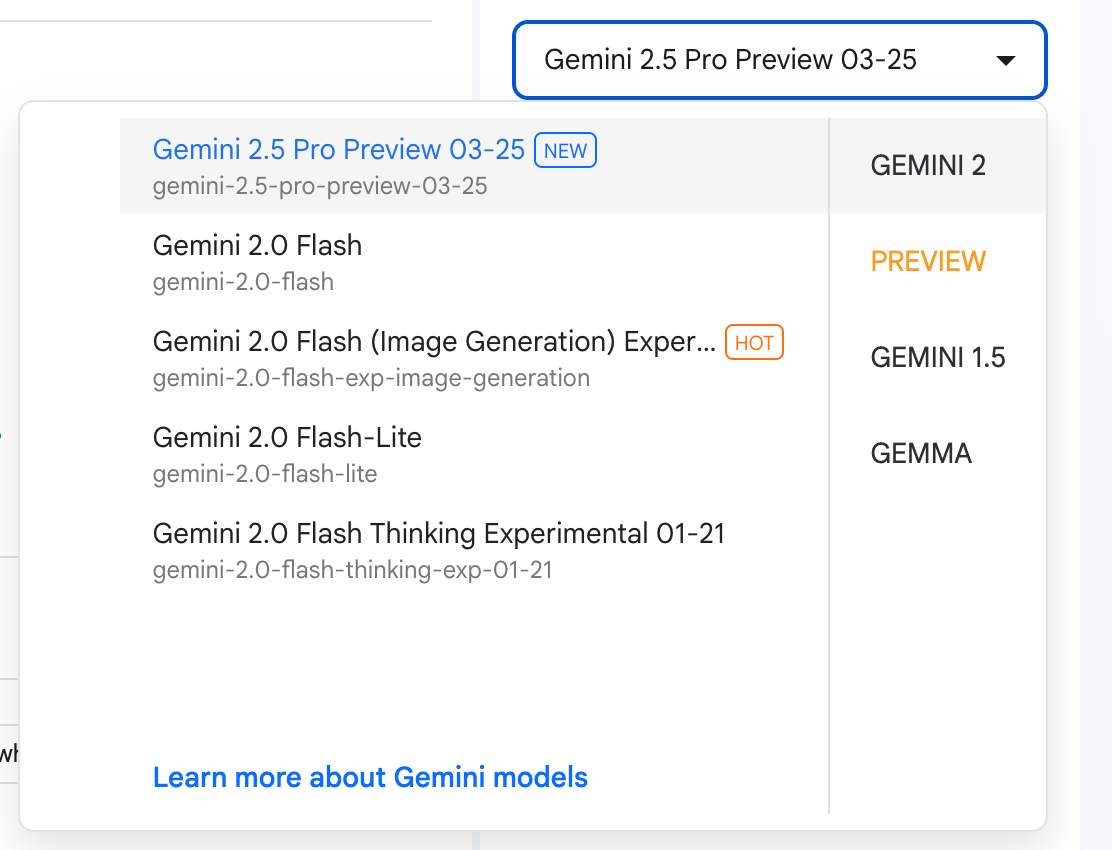 Gemini 2.5 Pro Preview 03-25
Gemini 2.5 Pro Preview 03-25 NEW
gemini-2.5-pro-preview-03-25
Gemini 2.0 Flash
gemini-2.0-flash
Gemini 2.0 Flash (Image Generation) Exper... HOT
gemini-2.0-flash-exp-image-generation
Gemini 2.0 Flash-Lite
gemini-2.0-flash-lite
Gemini 2.0 Flash Thinking Experimental 01-21
gemini-2.0-flash-thinking-exp-01-21
Learn more about Gemini models
GEMINI 2
PREVIEW
GEMINI 1.5
GEMMA